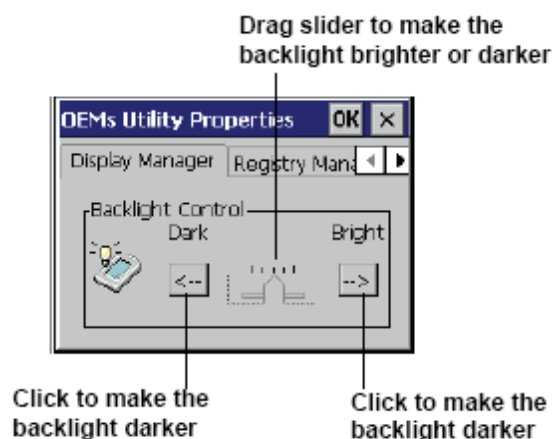 Drag slider to make the
backlight brighter or darker
OEMs Utility Properties OK ×
Display Manager Registry Mana
Backlight Control
Dark Bright
<-- -->
Click to make the
backlight darker
Click to make the
backlight darker